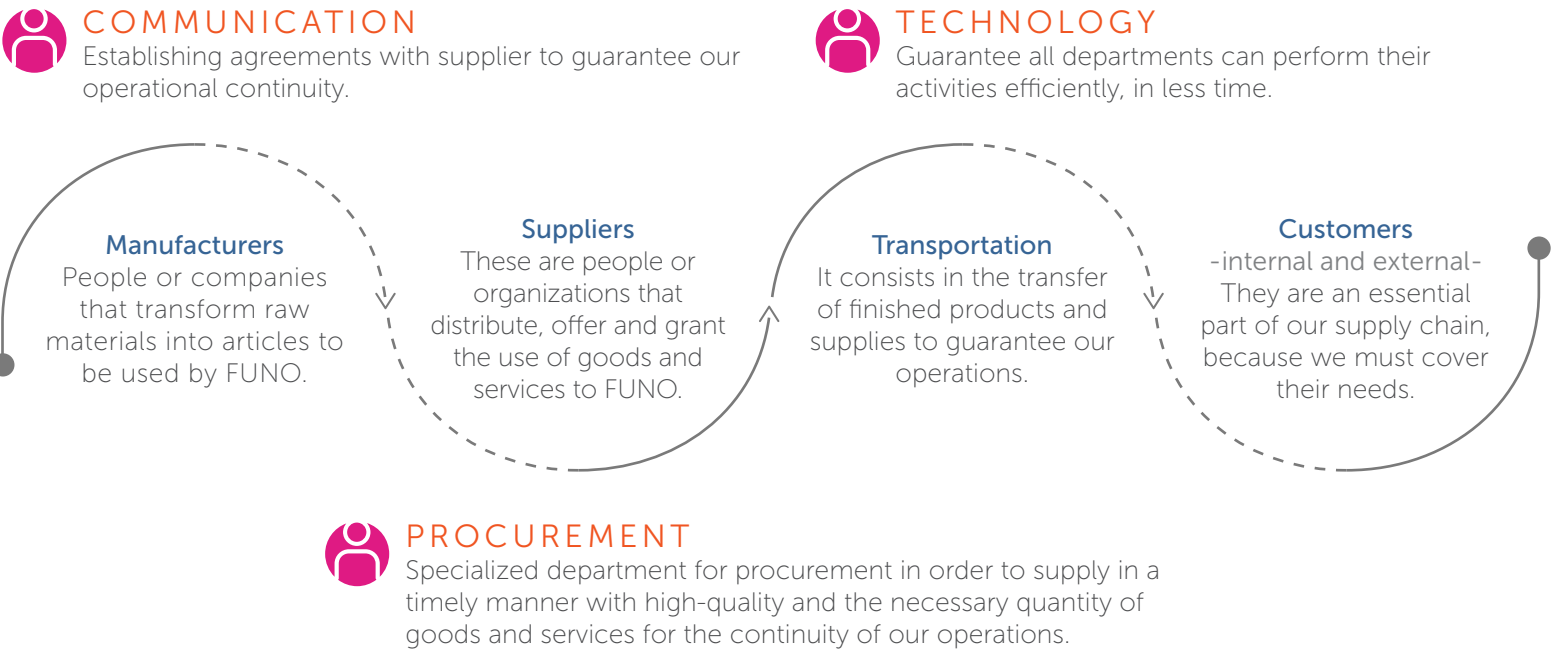 COMMUNICATION
Establishing agreements with supplier to guarantee our
operational continuity.
TECHNOLOGY
Guarantee all departments can perform their
activities efficiently, in less time.
Manufacturers
People or companies
that transform raw
materials into articles to
be used by FUNO.
Suppliers
These are people or
organizations that
distribute, offer and grant
the use of goods and
services to FUNO.
Transportation
It consists in the transfer
of finished products and
supplies to guarantee our
operations.
Customers
-internal and external-
They are an essential
part of our supply chain,
because we must cover
their needs.
PROCUREMENT
Specialized department for procurement in order to supply in a
timely manner with high-quality and the necessary quantity of
goods and services for the continuity of our operations.